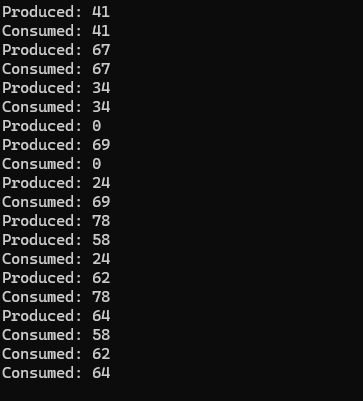 Produced: 41
Consumed: 41
Produced: 67
Consumed: 67
Produced: 34
Consumed: 34
Produced: 0
Produced: 69
Consumed: 0
Produced: 24
Consumed: 69
Produced: 78
Produced: 58
Consumed: 24
Produced: 62
Consumed: 78
Produced: 64
Consumed: 58
Consumed: 62
Consumed: 64